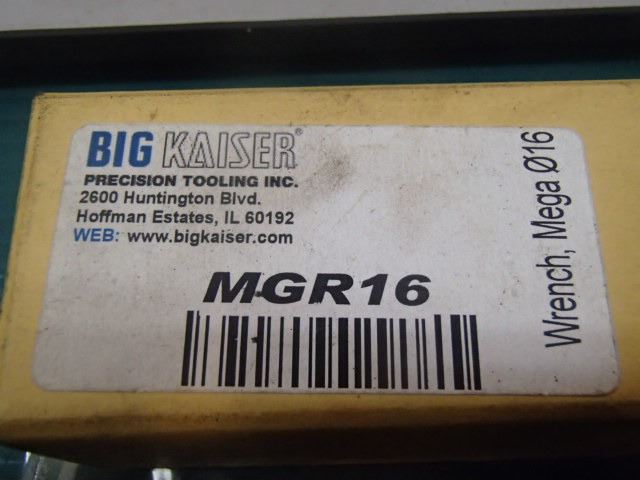 BIG KAISER®
PRECISION TOOLING INC.
2600 Huntington Blvd.
Hoffman Estates, IL 60192
WEB: www.bigkaiser.com
MGR16
Wrench, Mega Ø16